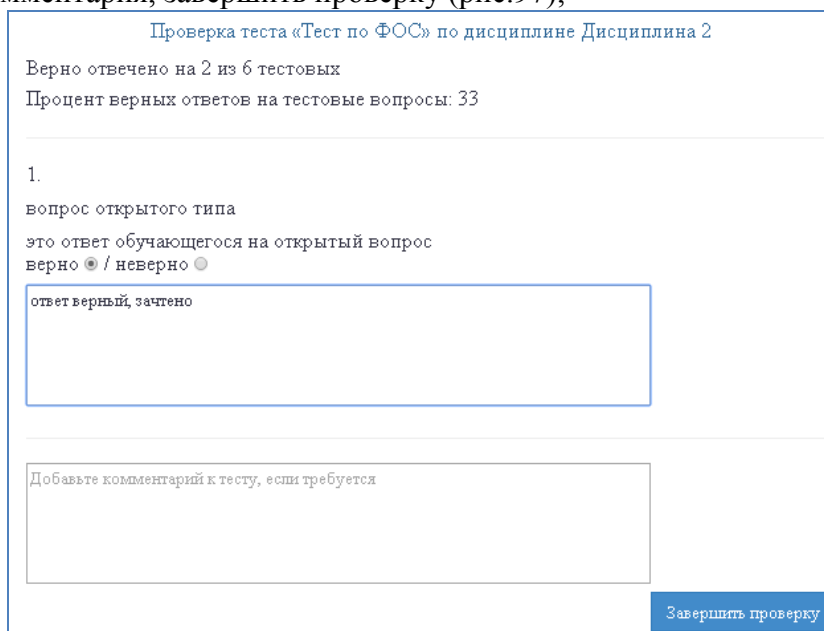 завершить проверку (рис.97),
Проверка теста «Тест по ФОС» по дисциплине Дисциплина 2
Верно отвечено на 2 из 6 тестовых
Процент верных ответов на тестовые вопросы: 33
1.
вопрос открытого типа
это ответ обучающегося на открытый вопрос
верно / неверно
ответ верный, зачтено
Добавьте комментарий к тесту, если требуется
Завершить проверку